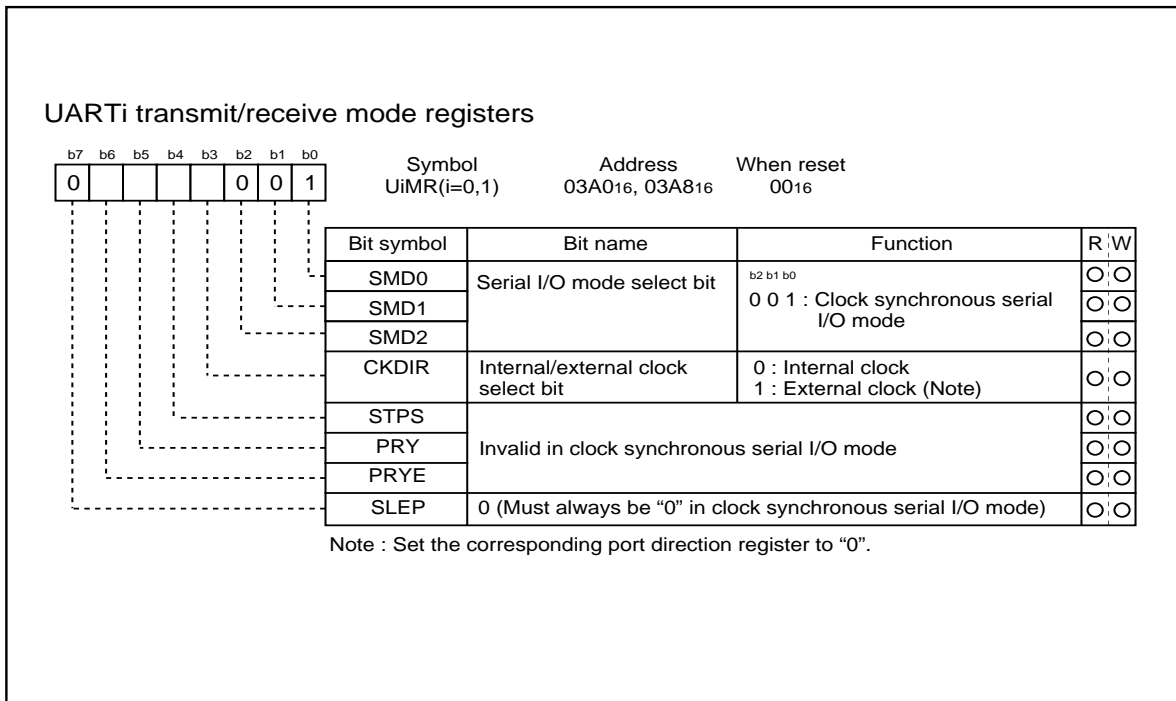 UARTi transmit/receive mode registers
b7 b6 b5 b4 b3 b2 b1 b0
0 0 0 1
Symbol Address When reset
UiMR(i=0,1) 03A016, 03A816 0016
Bit symbol Bit name Function R W
SMD0 Serial I/O mode select bit b2 b1 b0
SMD1 0 0 1 : Clock synchronous serial
I/O mode
SMD2
CKDIR Internal/external clock 0 : Internal clock
select bit 1 : External clock (Note)
STPS
PRY Invalid in clock synchronous serial I/O mode
PRYE
SLEP 0 (Must always be “0” in clock synchronous serial I/O mode)
Note : Set the corresponding port direction register to “0”.